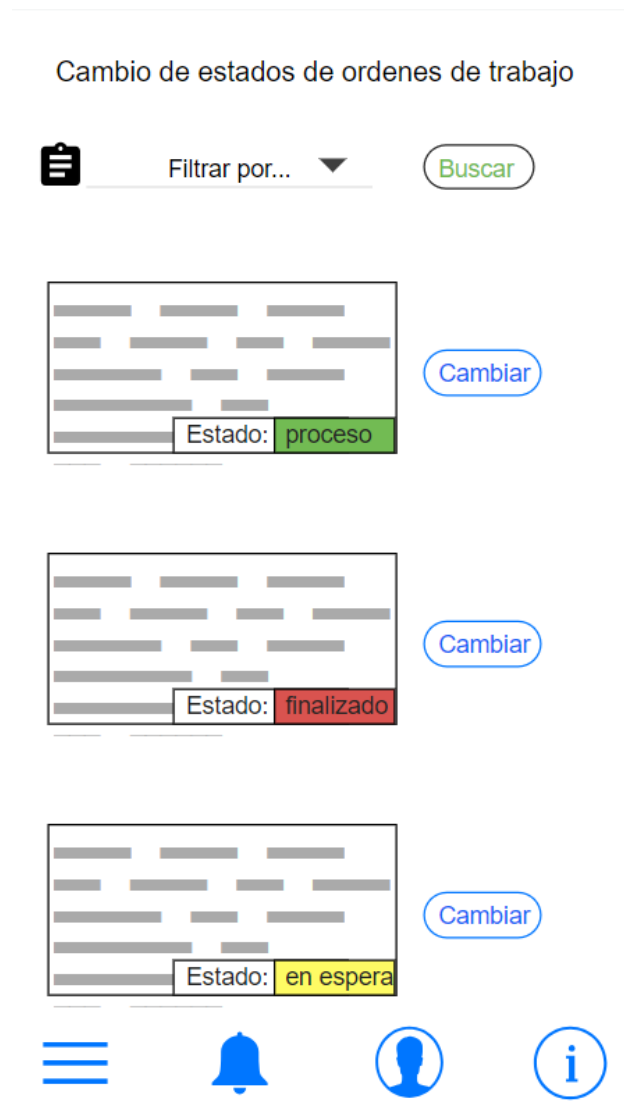 Cambio de estados de ordenes de trabajo
Filtrar por...
Buscar
Cambiar
Estado: proceso
Cambiar
Estado: finalizado
Cambiar
Estado: en espera
i